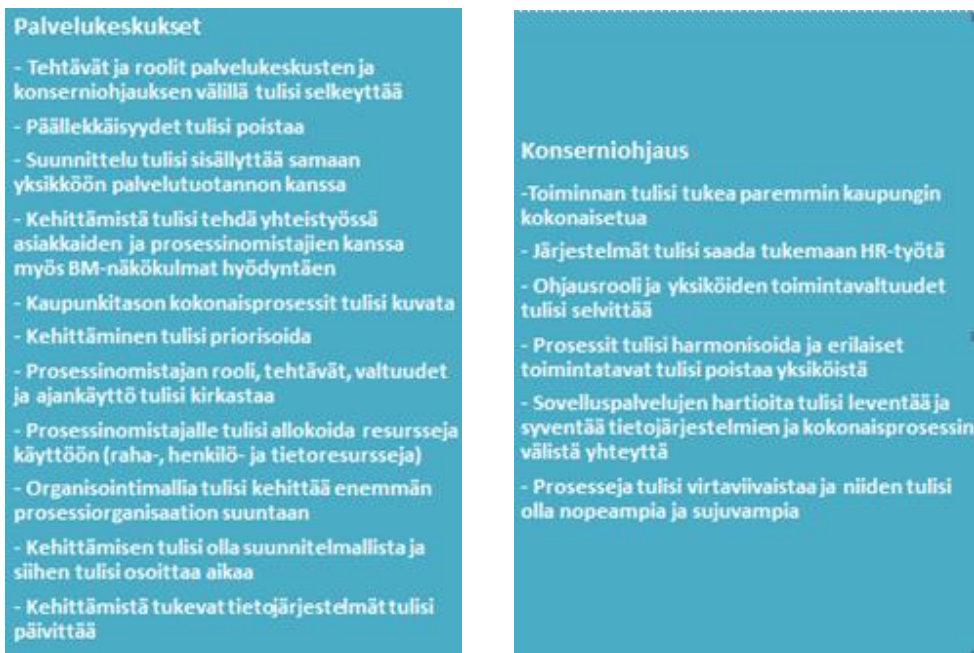 Palvelukeskukset
- Tehtävät ja roolit palvelukeskusten ja
konserniohjauksen välillä tulisi selkeyttää
- Päällekkäisyydet tulisi poistaa
- Suunnittelu tulisi sisällyttää samaan
yksikköön palvelutuotannon kanssa
- Kehittämistä tulisi tehdä yhteistyössä
asiakkaiden ja prosessinomistajien kanssa
myös BM-näkökulmat hyödyntäen
- Kaupunkitason kokonaisprosessit tulisi kuvata
- Kehittäminen tulisi priorisoida
- Prosessinomistajan rooli, tehtävät, valtuudet
ja ajankäyttö tulisi kirkastaa
- Prosessinomistajalle tulisi allokoida resursseja
käyttöön (raha-, henkilö- ja tietoresursseja)
- Organisointimallia tulisi kehittää enemmän
prosessiorganisaation suuntaan
- Kehittämisen tulisi olla suunnitelmallista ja
siihen tulisi osoittaa aikaa
- Kehittämistä tukevat tietojärjestelmät tulisi
päivittää
Konserniohjaus
-Toiminnan tulisi tukea paremmin kaupungin
kokonaisetua
- Järjestelmät tulisi saada tukemaan HR-työtä
- Ohjausrooli ja yksiköiden toimintavaltuudet
tulisi selvittää
- Prosessit tulisi harmonisoida ja erilaiset
toimintatavat tulisi poistaa yksiköistä
- Sovelluspalvelujen hartioita tulisi leventää ja
syventää tietojärjestelmien ja kokonaisprosessin
välistä yhteyttä
- Prosesseja tulisi virtaviivaistaa ja niiden tulisi
olla nopeampia ja sujuvampia